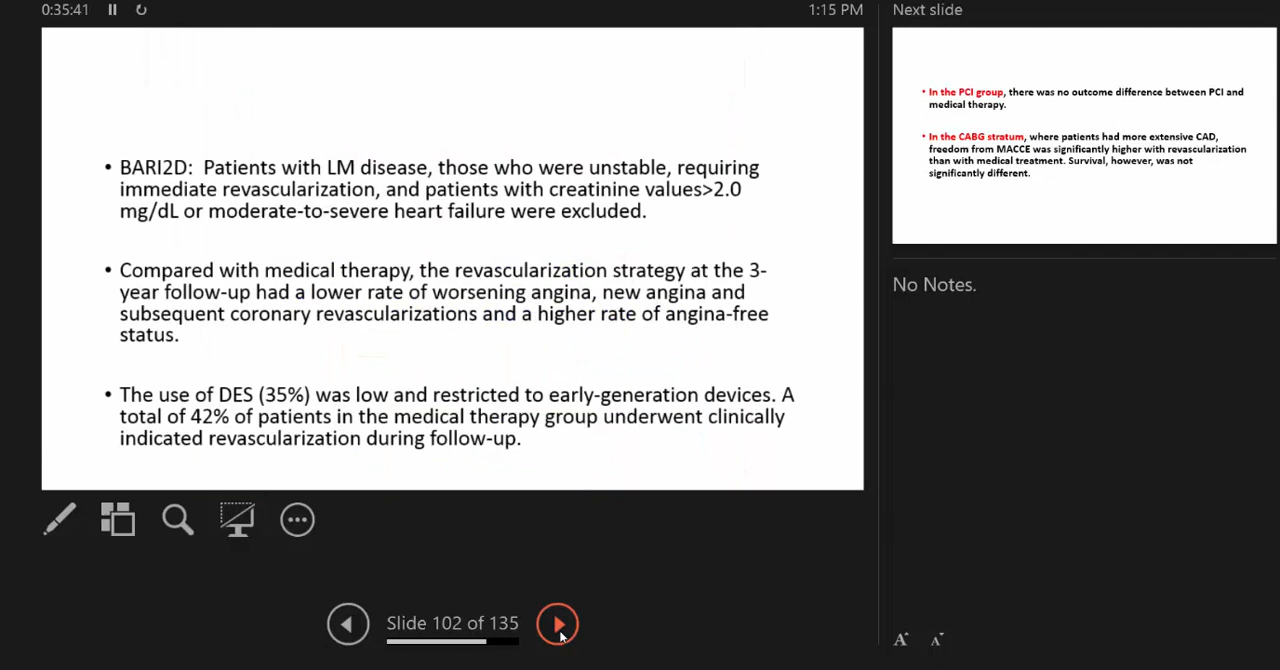 0:35:41
1:15 PM
• BARI2D: Patients with LM disease, those who were unstable, requiring
immediate revascularization, and patients with creatinine values>2.0
mg/dL or moderate-to-severe heart failure were excluded.
• Compared with medical therapy, the revascularization strategy at the 3-
year follow-up had a lower rate of worsening angina, new angina and
subsequent coronary revascularizations and a higher rate of angina-free
status.
• The use of DES (35%) was low and restricted to early-generation devices. A
total of 42% of patients in the medical therapy group underwent clinically
indicated revascularization during follow-up.
Slide 102 of 135
Next slide
• In the PCI group, there was no outcome difference between PCI and
medical therapy.
• In the CABG stratum, where patients had more extensive CAD,
freedom from MACCE was significantly higher with revascularization
than with medical treatment. Survival, however, was not
significantly different.
No Notes.
A A